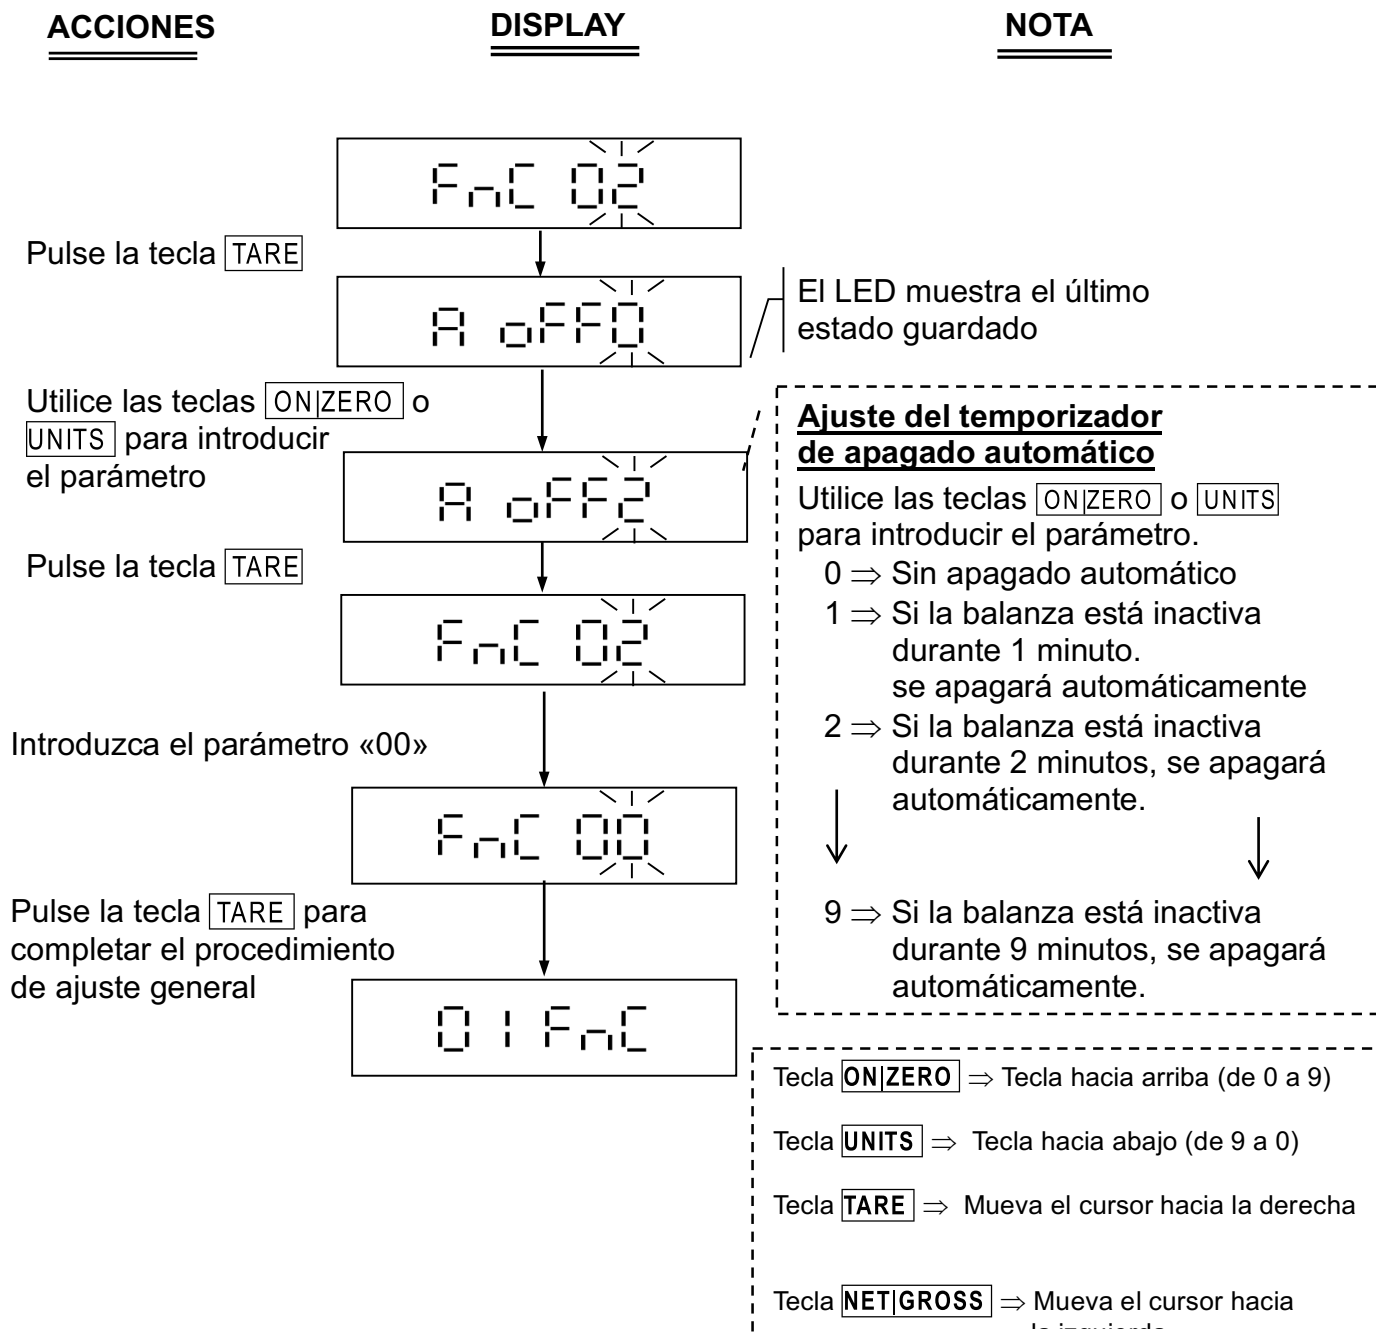 ACCIONES
DISPLAY
NOTA
FnC 02
Pulse la tecla TARE
A oFF0
El LED muestra el último
estado guardado
Utilice las teclas ON|ZERO o
UNITS para introducir
el parámetro
A oFF2
Pulse la tecla TARE
FnC 02
Introduzca el parámetro «00»
FnC 00
Pulse la tecla TARE para
completar el procedimiento
de ajuste general
01 FnC
Ajuste del temporizador
de apagado automático
Utilice las teclas ON|ZERO o UNITS
para introducir el parámetro.
0 ⇒ Sin apagado automático
1 ⇒ Si la balanza está inactiva
durante 1 minuto.
se apagará automáticamente
2 ⇒ Si la balanza está inactiva
durante 2 minutos, se apagará
automáticamente.
9 ⇒ Si la balanza está inactiva
durante 9 minutos, se apagará
automáticamente.
Tecla ON|ZERO ⇒ Tecla hacia arriba (de 0 a 9)
Tecla UNITS ⇒ Tecla hacia abajo (de 9 a 0)
Tecla TARE ⇒ Mueva el cursor hacia la derecha
Tecla NET|GROSS ⇒ Mueva el cursor hacia
la izquierda